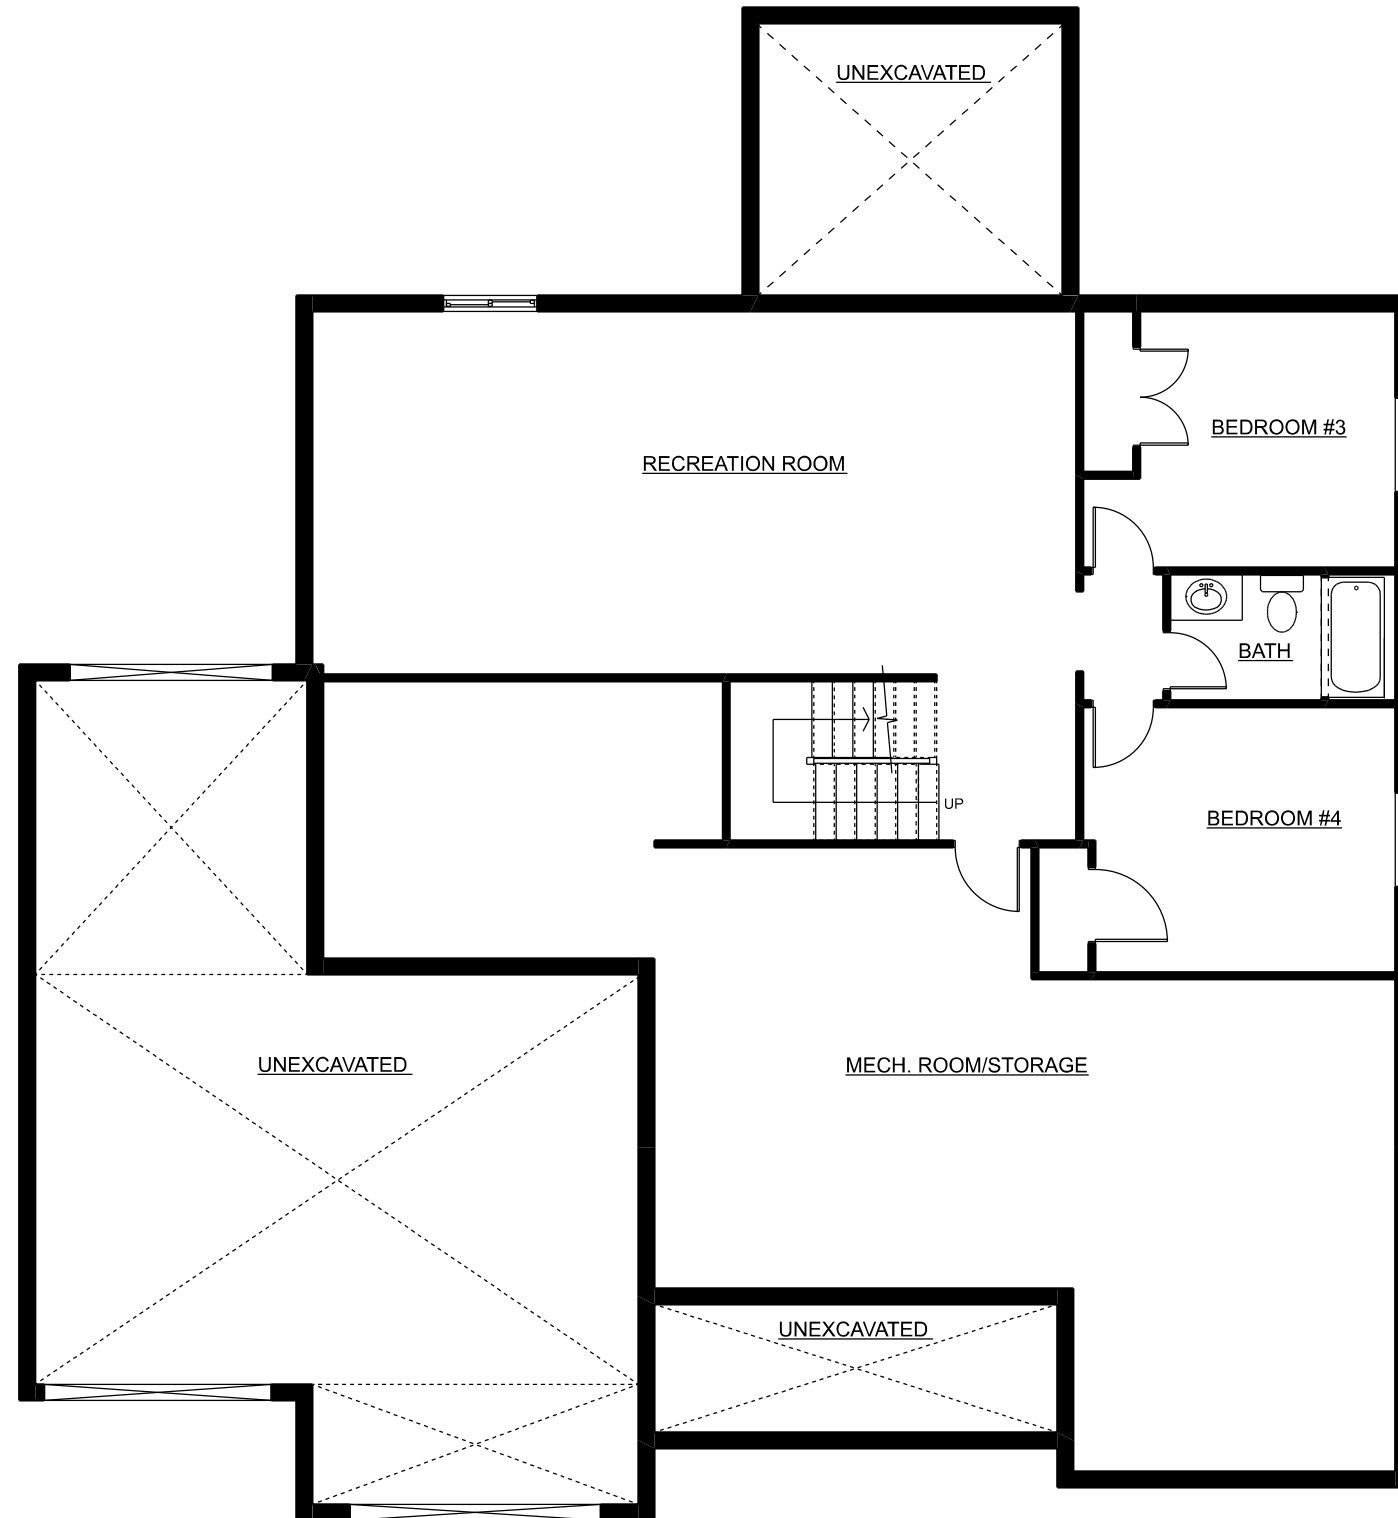 UNEXCAVATED
BEDROOM #3
RECREATION ROOM
BATH
UP
BEDROOM #4
UNEXCAVATED
MECH. ROOM/STORAGE
UNEXCAVATED